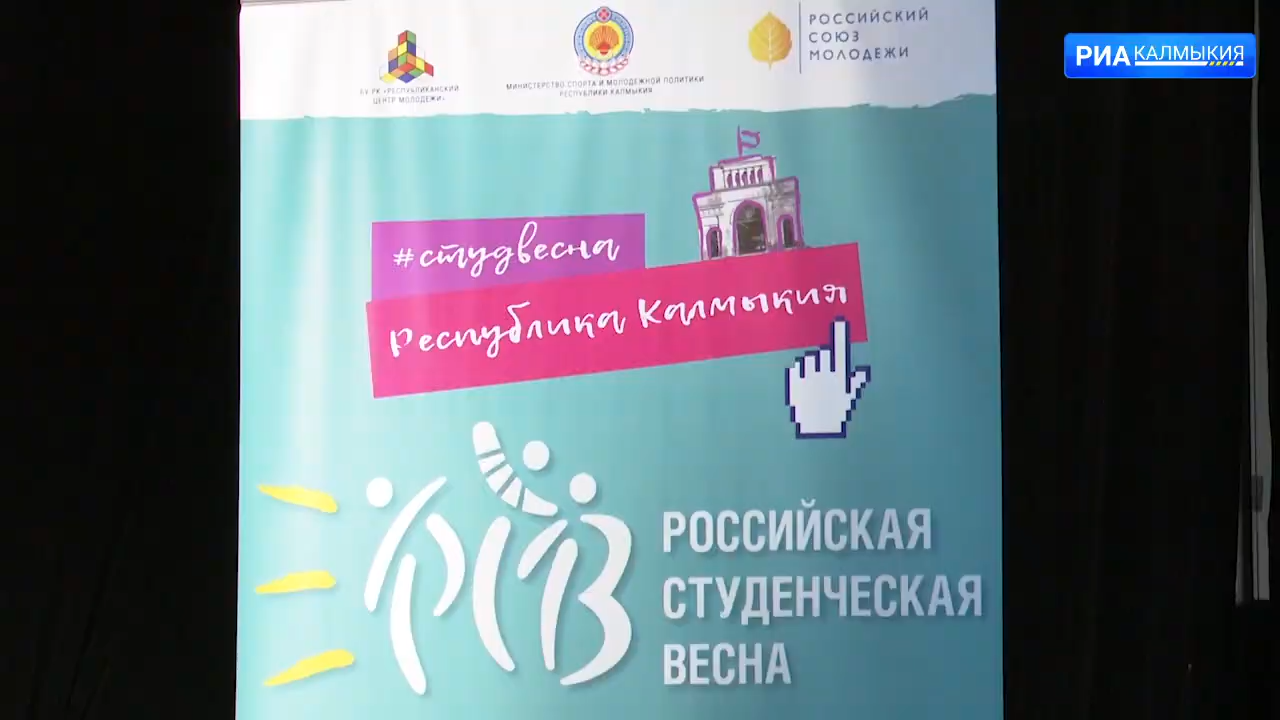 РИА КАЛМЫКИЯ
РОССИЙСКИЙ
СОЮЗ
МОЛОДЕЖИ
БУ РК «РЕСПУБЛИКАНСКИЙ
ЦЕНТР МОЛОДЕЖИ»
МИНИСТЕРСТВО СПОРТА И МОЛОДЕЖНОЙ ПОЛИТИКИ
РЕСПУБЛИКИ КАЛМЫКИЯ
#студвесна
Республика Калмыкия
РСВ
РОССИЙСКАЯ
СТУДЕНЧЕСКАЯ
ВЕСНА